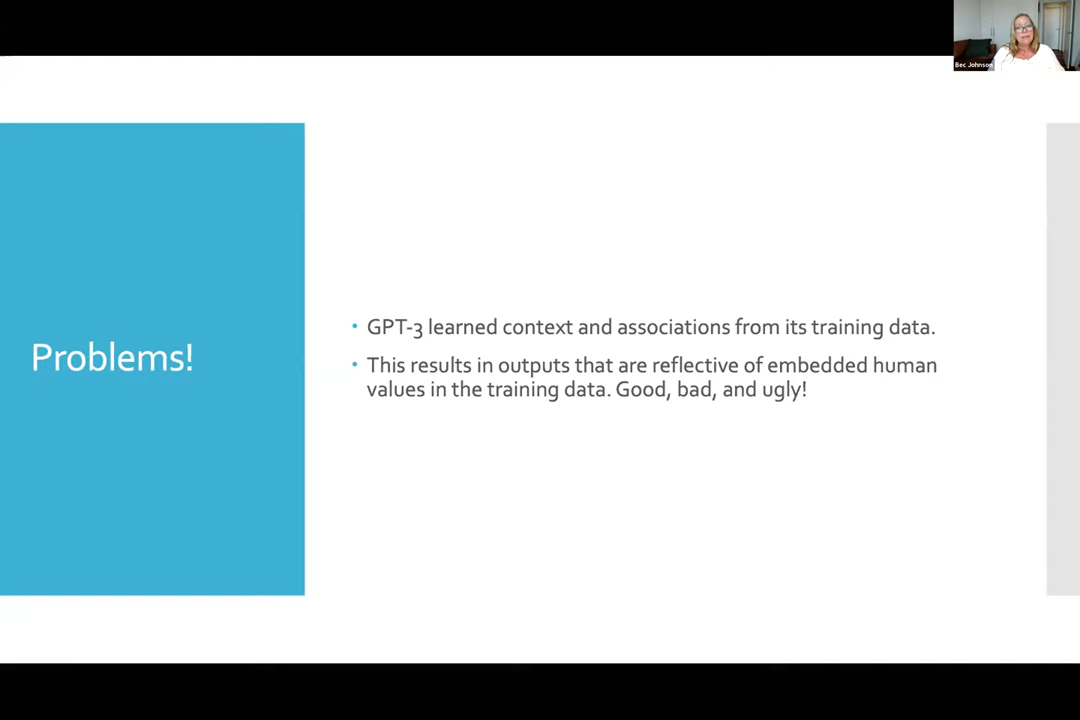 Bec Johnson
Problems!
• GPT-3 learned context and associations from its training data.
• This results in outputs that are reflective of embedded human
values in the training data. Good, bad, and ugly!